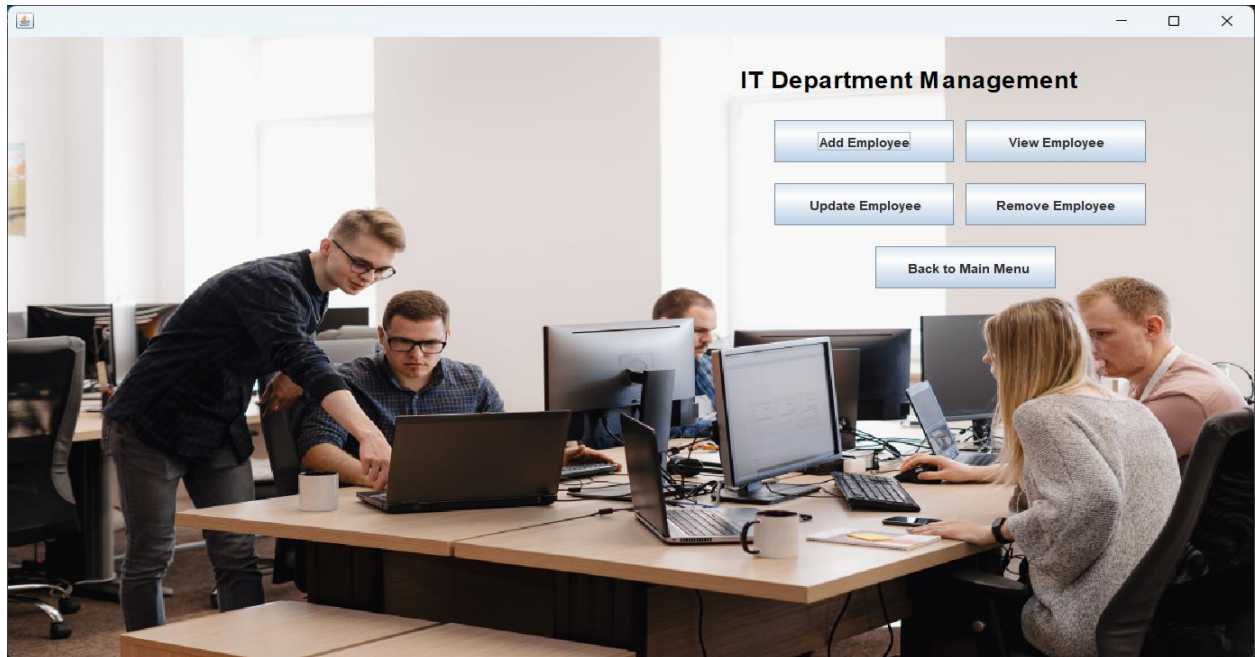 IT Department Management
Add Employee View Employee
Update Employee Remove Employee
Back to Main Menu